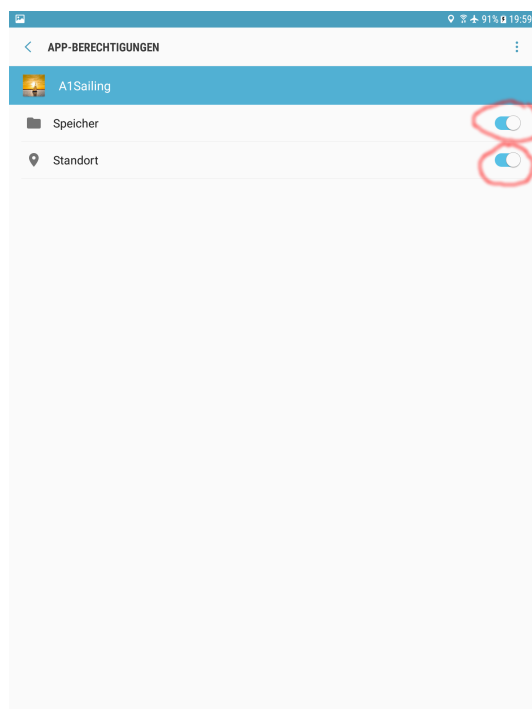 91% 19:59
APP-BERECHTIGUNGEN
A1Sailing
Speicher
Standort